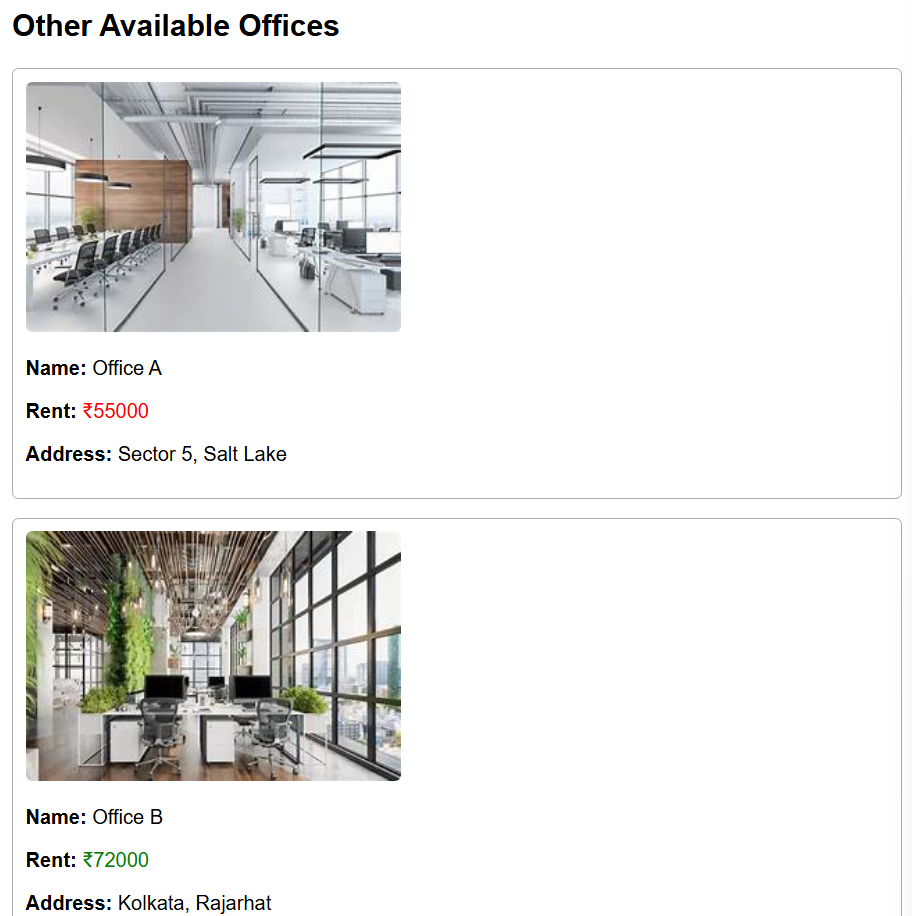 Other Available Offices
Name: Office A
Rent: ₹55000
Address: Sector 5, Salt Lake
Name: Office B
Rent: ₹72000
Address: Kolkata, Rajarhat